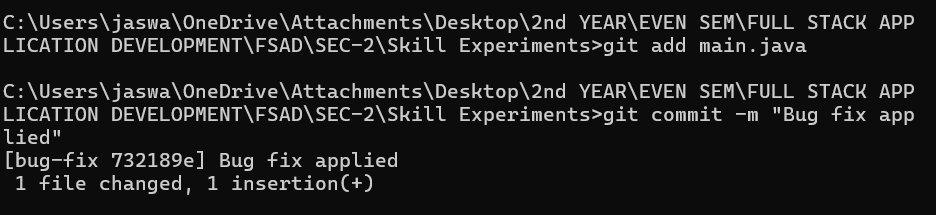 C:\Users\jaswa\OneDrive\Attachments\Desktop\2nd YEAR\EVEN SEM\FULL STACK APP
LICATION DEVELOPMENT\FSAD\SEC-2\Skill Experiments>git add main.java
C:\Users\jaswa\OneDrive\Attachments\Desktop\2nd YEAR\EVEN SEM\FULL STACK APP
LICATION DEVELOPMENT\FSAD\SEC-2\Skill Experiments>git commit -m "Bug fix app
lied"
[bug-fix 732189e] Bug fix applied
 1 file changed, 1 insertion(+)